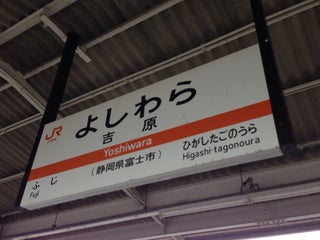 JR
よしわら
吉原
Yoshiwara
(静岡県富士市)
ふじ
Fuji
ひがしたごのうら
Higashi-tagonoura